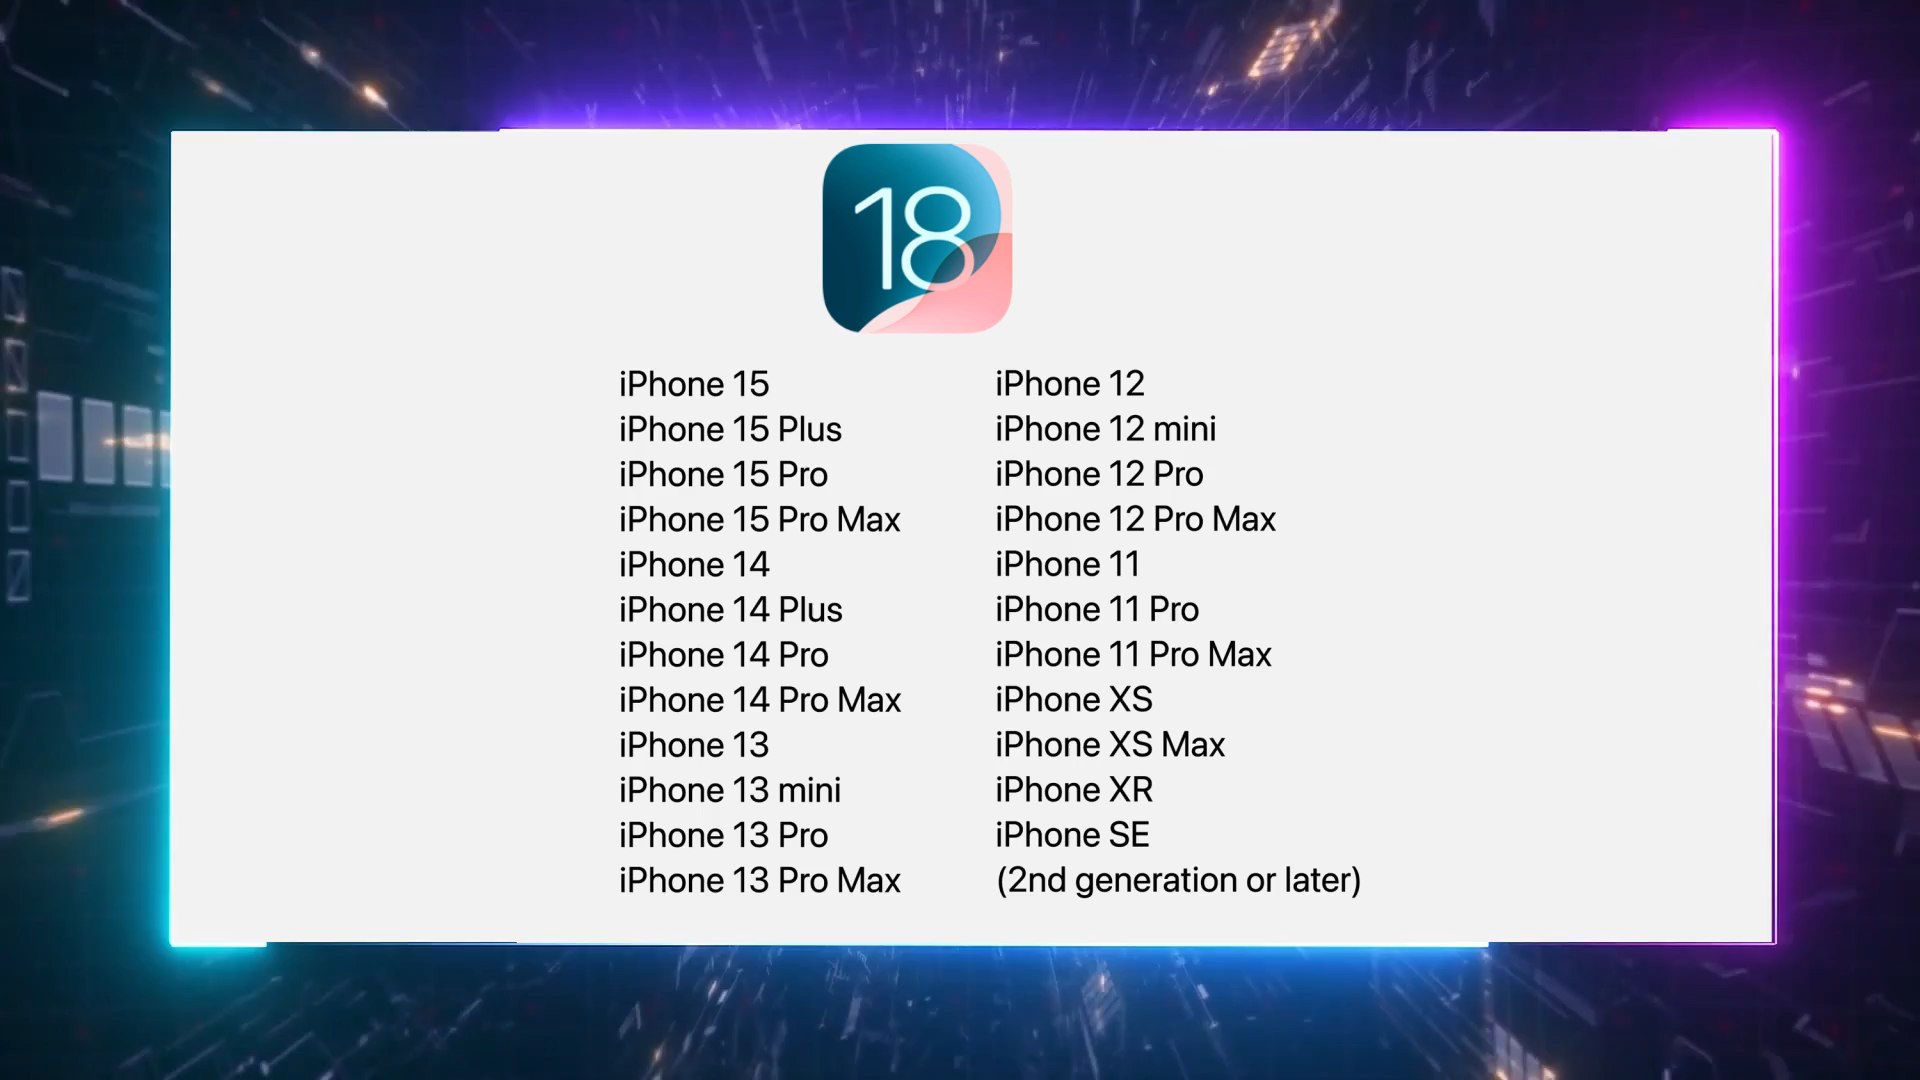 18
iPhone 15
iPhone 15 Plus
iPhone 15 Pro
iPhone 15 Pro Max
iPhone 14
iPhone 14 Plus
iPhone 14 Pro
iPhone 14 Pro Max
iPhone 13
iPhone 13 mini
iPhone 13 Pro
iPhone 13 Pro Max
iPhone 12
iPhone 12 mini
iPhone 12 Pro
iPhone 12 Pro Max
iPhone 11
iPhone 11 Pro
iPhone 11 Pro Max
iPhone XS
iPhone XS Max
iPhone XR
iPhone SE
(2nd generation or later)